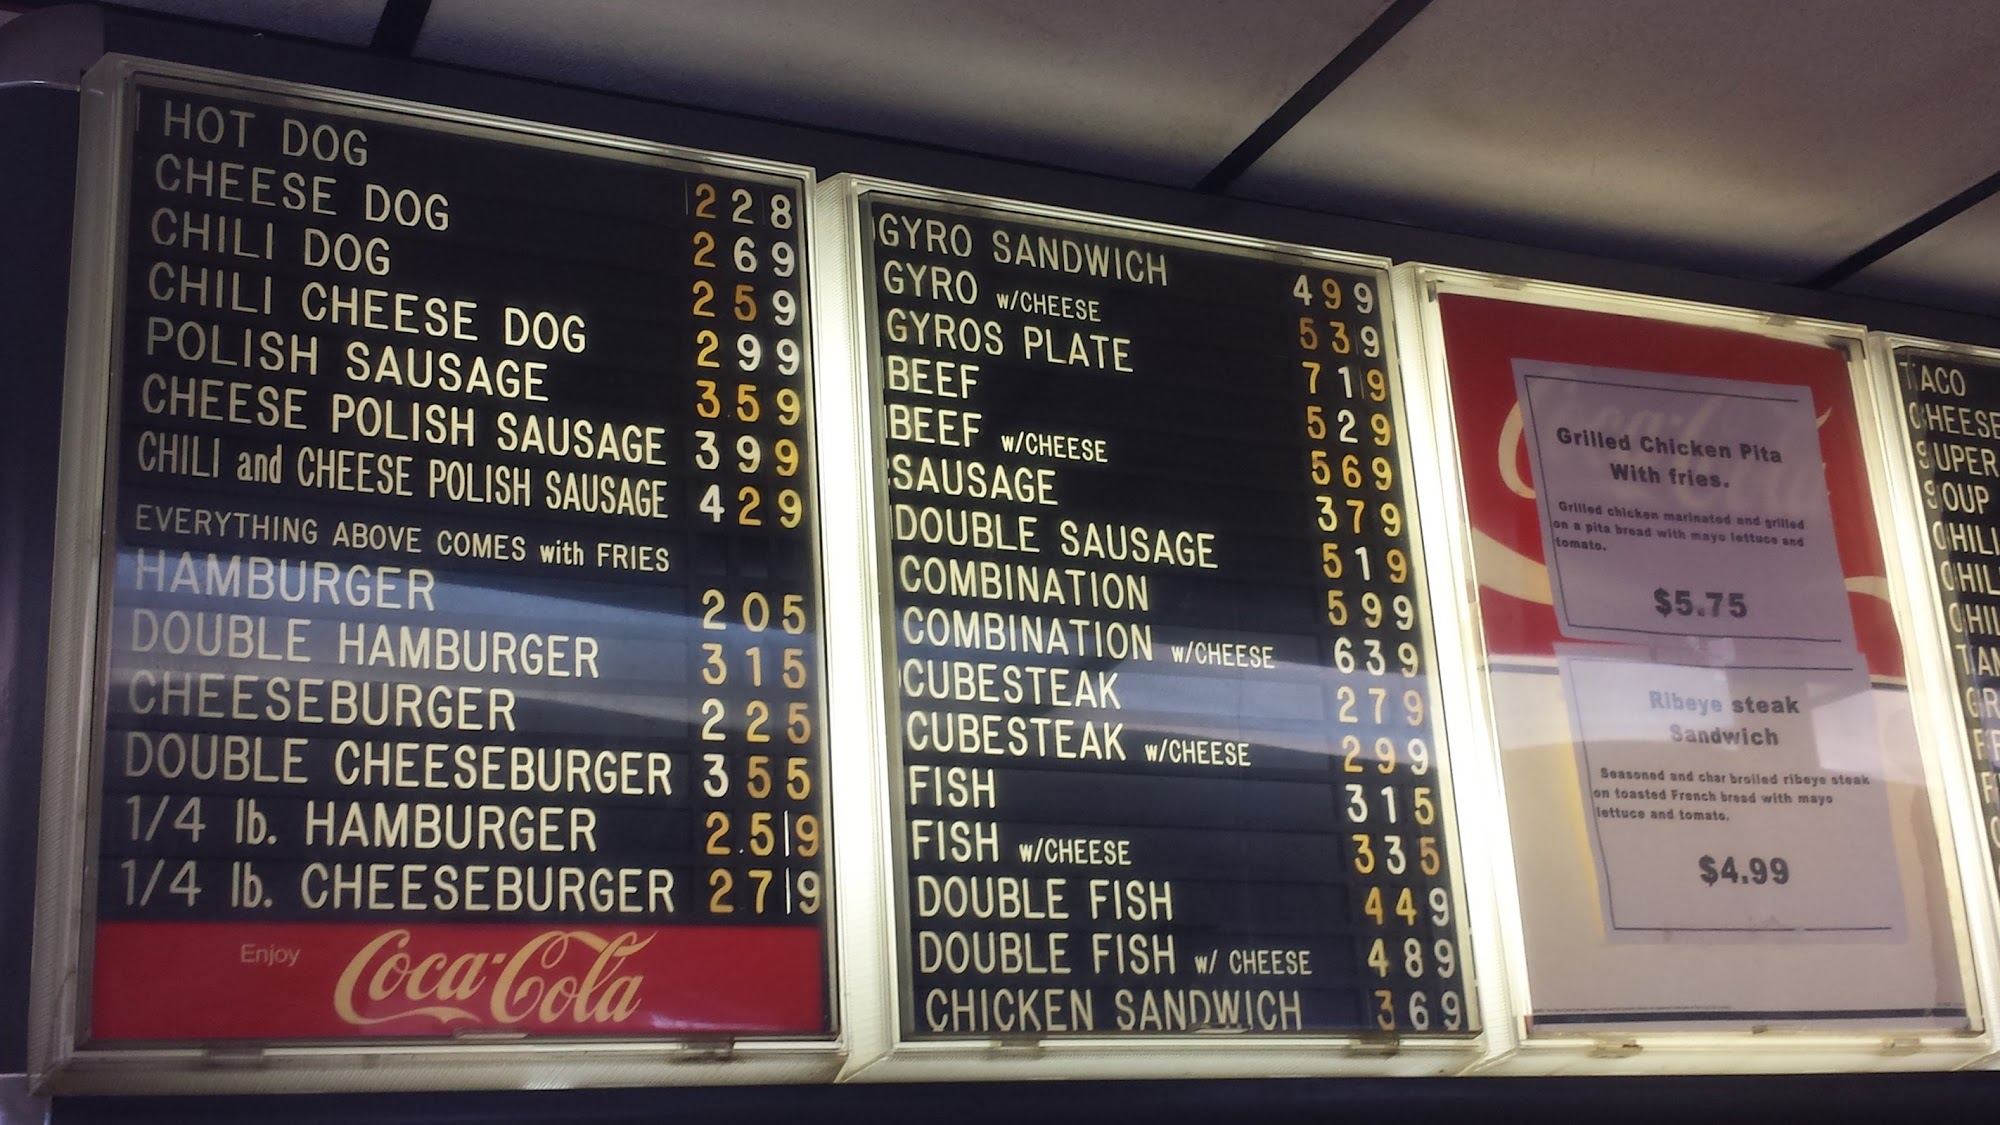 HOT DOG 2 2 8
CHEESE DOG 2 6 9
CHILI DOG 2 5 9
CHILI CHEESE DOG 2 9 9
POLISH SAUSAGE 3 5 9
CHEESE POLISH SAUSAGE 3 9 9
CHILI and CHEESE POLISH SAUSAGE 4 2 9
EVERYTHING ABOVE COMES with FRIES
HAMBURGER 2 0 5
DOUBLE HAMBURGER 3 1 5
CHEESEBURGER 2 2 5
DOUBLE CHEESEBURGER 3 5 5
1/4 lb. HAMBURGER 2.5 9
1/4 lb. CHEESEBURGER 2 7 9
Enjoy
Coca-Cola
GYRO SANDWICH 4 9 9
GYRO w/CHEESE 5 3 9
GYROS PLATE 7 1 9
BEEF 5 2 9
BEEF w/CHEESE 5 6 9
SAUSAGE 3 7 9
DOUBLE SAUSAGE 5 1 9
COMBINATION 5 9 9
COMBINATION w/CHEESE 6 3 9
CUBESTEAK 2 7 9
CUBESTEAK w/CHEESE 2 9 9
FISH 3 1 5
FISH w/CHEESE 3 3 5
DOUBLE FISH 4 4 9
DOUBLE FISH w/ CHEESE 4 8 9
CHICKEN SANDWICH 3 6 9
Grilled Chicken Pita
With fries.
Grilled chicken marinated and grilled
on a pita bread with mayo lettuce and
tomato.
$5.75
Ribeye steak
Sandwich
Seasoned and char broiled ribeye steak
on toasted French bread with mayo
lettuce and tomato.
$4.99
TACO
CHEESE
SUPER
SOUP
CHILI